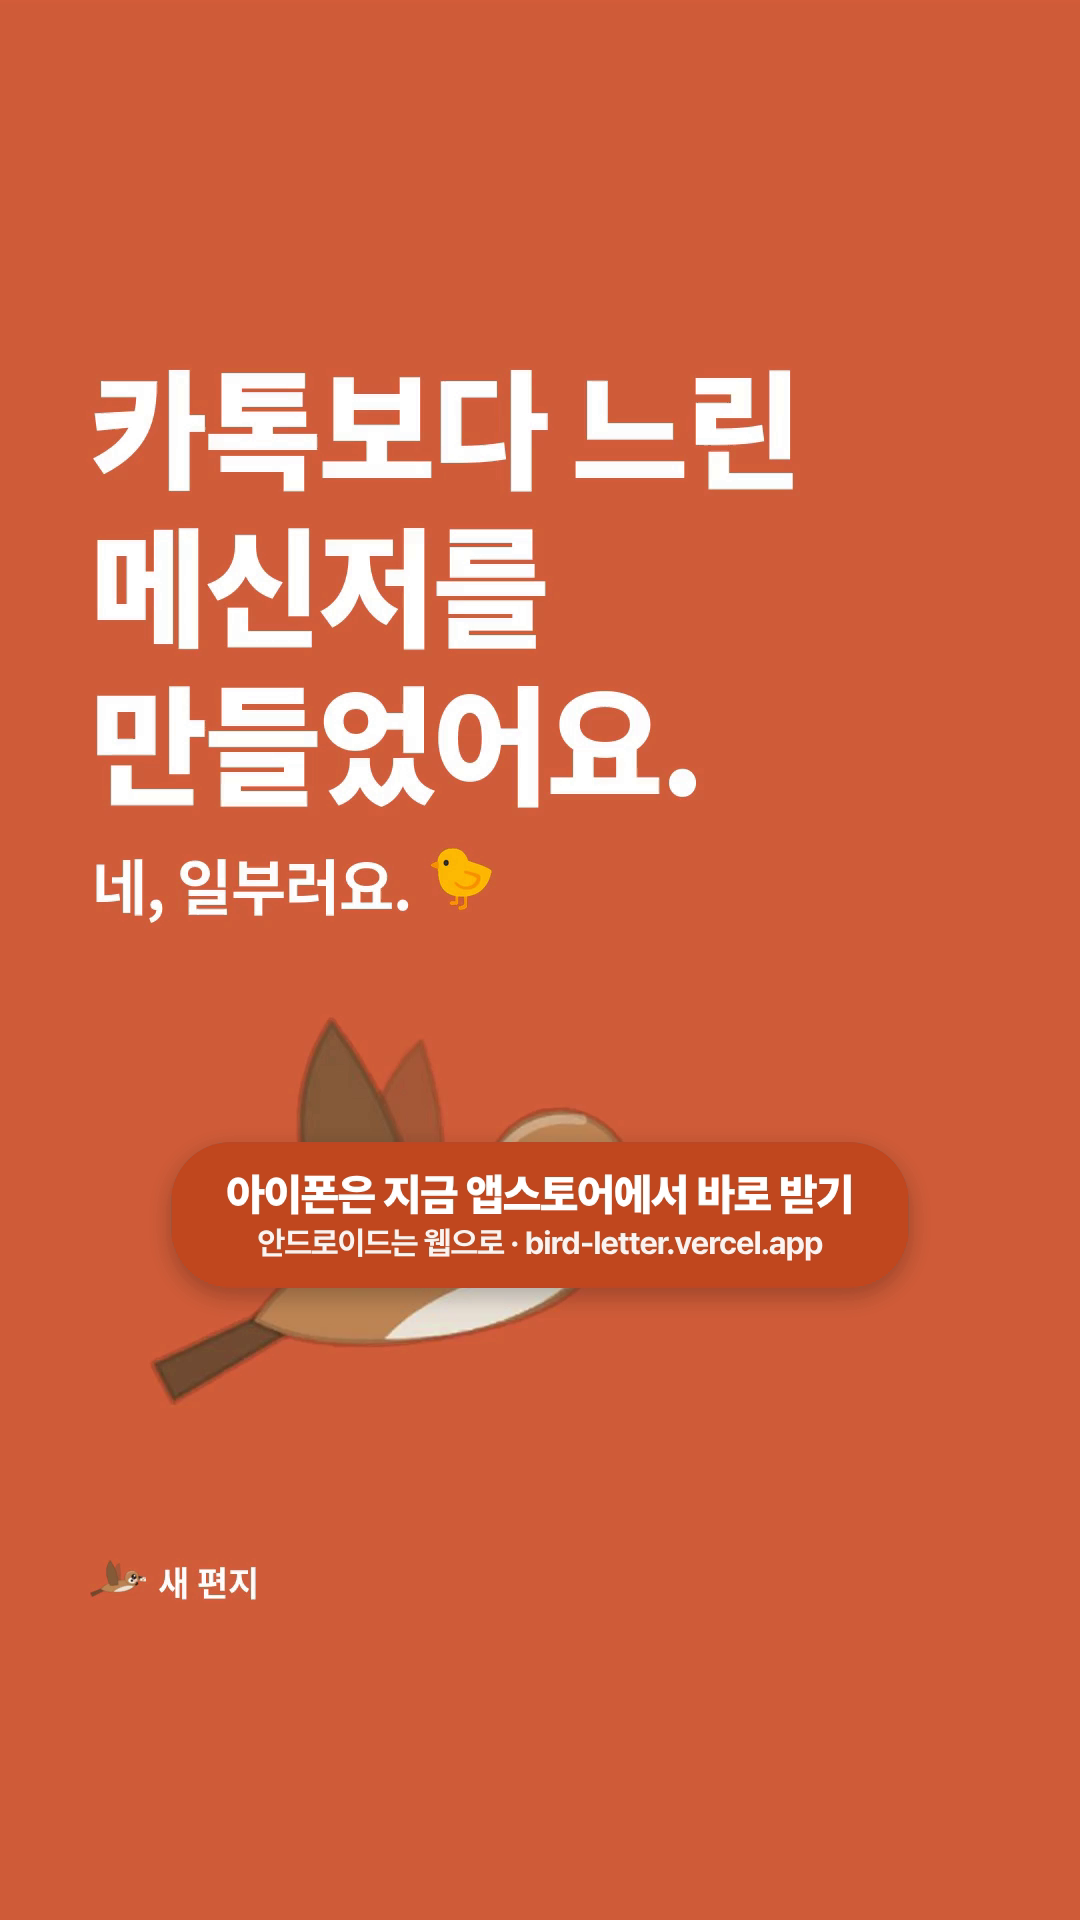 카톡보다 느린
메신저를
만들었어요.
네, 일부러요. 🐤
아이폰은 지금 앱스토어에서 바로 받기
안드로이드는 웹으로 · bird-letter.vercel.app
새 편지